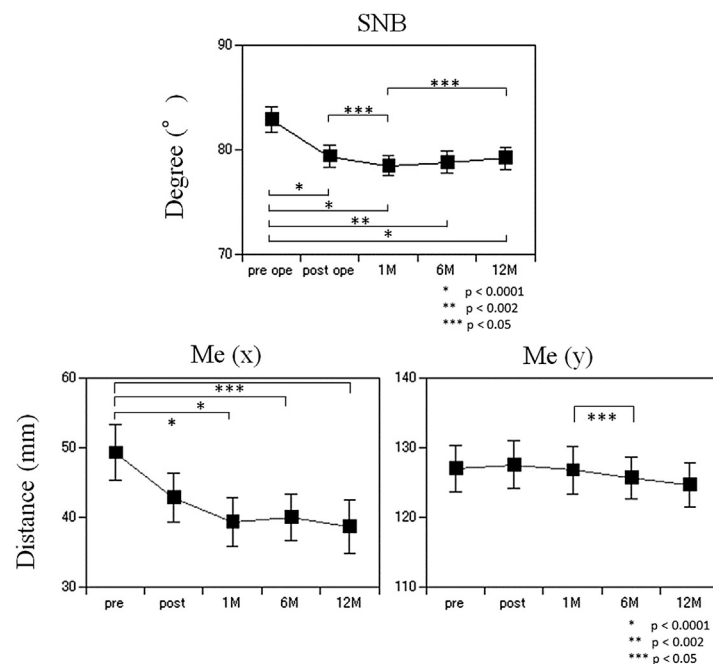 SNB
Degree (°)
90
80
70
***
***
*
*
**
*
pre ope post ope 1M 6M 12M
* p < 0.0001
** p < 0.002
*** p < 0.05
Me (x)
Distance (mm)
60
50
40
30
***
*
*
pre post 1M 6M 12M
Me (y)
140
130
120
110
***
pre post 1M 6M 12M
* p < 0.0001
** p < 0.002
*** p < 0.05